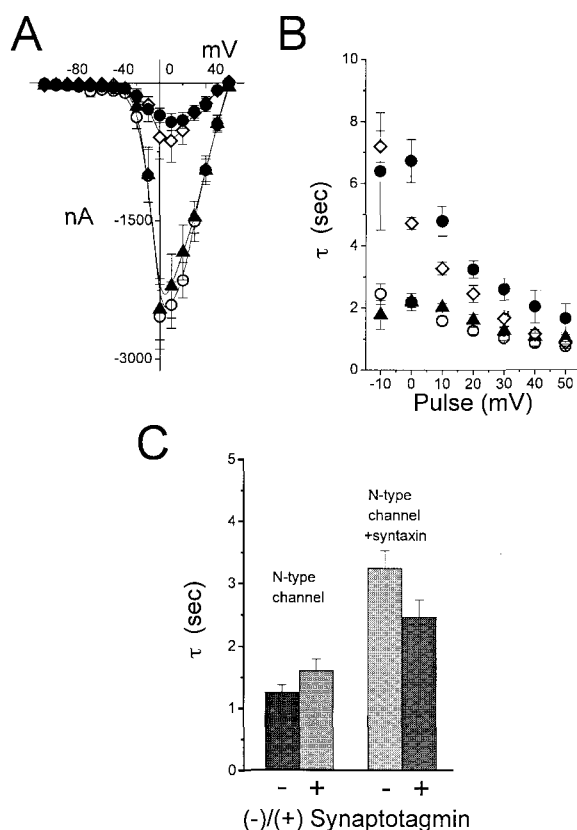 A
mV
-80
-40
0
40
nA
-1500
-3000
B
10
8
6
4
2
0
τ (sec)
-10 0 10 20 30 40 50
Pulse (mV)
C
5
4
3
2
1
0
τ (sec)
N-type
channel
N-type
channel
+syntaxin
- + - +
(-)/(+) Synaptotagmin